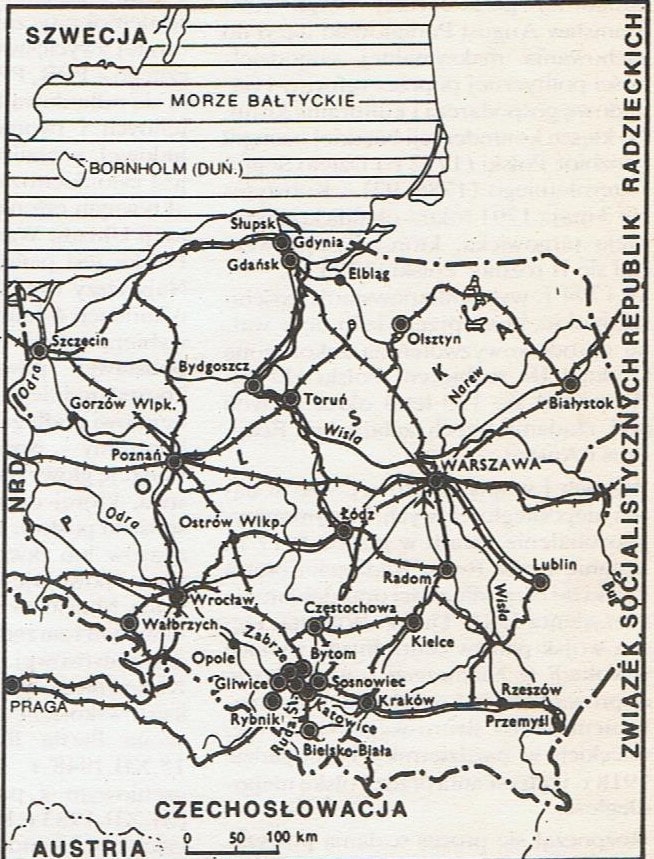 SZWECJA
MORZE BAŁTYCKIE
BORNHOLM (DUŃ.)
Słupsk
Gdynia
Gdańsk
Elbląg
Szczecin
Odra
Bydgoszcz
Olsztyn
Narew
Białystok
Gorzów Wlpk.
Toruń
Wisła
Poznań
WARSZAWA
NRD
P O L S K A
Odra
Ostrów Wlkp.
Łódź
Radom
Lublin
Bug
Wrocław
Wałbrzych
Częstochowa
Wisła
Kielce
Opole
Zabrze
Bytom
Gliwice
Sosnowiec
PRAGA
Rybnik
Ruda Śl.
Katowice
Kraków
Rzeszów
Przemyśl
Bielsko-Biała
CZECHOSŁOWACJA
AUSTRIA
0 50 100 km
ZWIĄZEK SOCJALISTYCZNYCH REPUBLIK RADZIECKICH